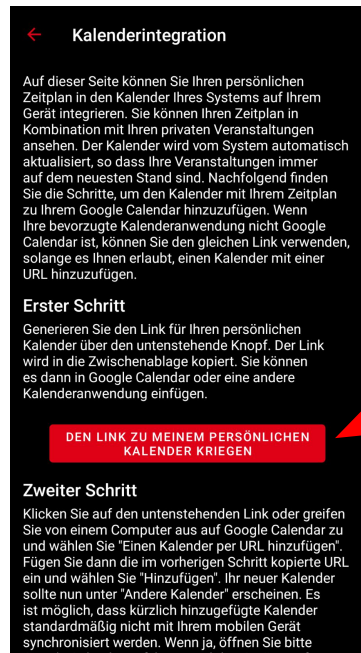 Kalenderintegration
Auf dieser Seite können Sie Ihren persönlichen
Zeitplan in den Kalender Ihres Systems auf Ihrem
Gerät integrieren. Sie können Ihren Zeitplan in
Kombination mit Ihren privaten Veranstaltungen
ansehen. Der Kalender wird vom System automatisch
aktualisiert, so dass Ihre Veranstaltungen immer
auf dem neuesten Stand sind. Nachfolgend finden
Sie die Schritte, um den Kalender mit Ihrem Zeitplan
zu Ihrem Google Calendar hinzuzufügen. Wenn
Ihre bevorzugte Kalenderanwendung nicht Google
Calendar ist, können Sie den gleichen Link verwenden,
solange es Ihnen erlaubt, einen Kalender mit einer
URL hinzuzufügen.
Erster Schritt
Generieren Sie den Link für Ihren persönlichen
Kalender über den untenstehende Knopf. Der Link
wird in die Zwischenablage kopiert. Sie können
es dann in Google Calendar oder eine andere
Kalenderanwendung einfügen.
DEN LINK ZU MEINEM PERSÖNLICHEN
KALENDER KRIEGEN
Zweiter Schritt
Klicken Sie auf den untenstehenden Link oder greifen
Sie von einem Computer aus auf Google Calendar zu
und wählen Sie "Einen Kalender per URL hinzufügen".
Fügen Sie dann die im vorherigen Schritt kopierte URL
ein und wählen Sie "Hinzufügen". Ihr neuer Kalender
sollte nun unter "Andere Kalender" erscheinen. Es
ist möglich, dass kürzlich hinzugefügte Kalender
standardmäßig nicht mit Ihrem mobilen Gerät
synchronisiert werden. Wenn ja, öffnen Sie bitte